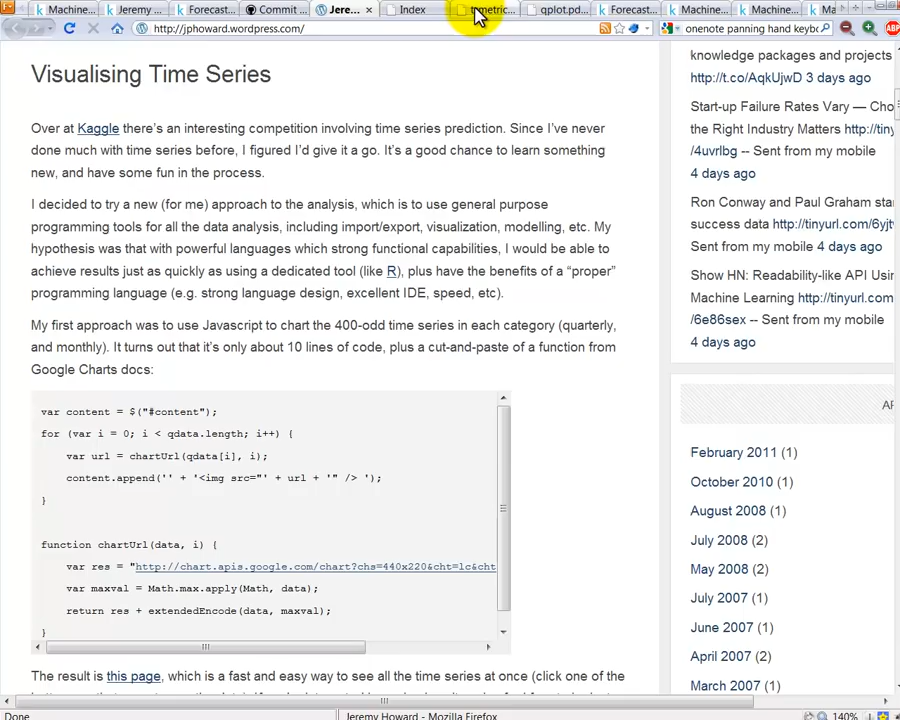 Machine...
Jeremy ...
Forecast...
Commit ...
Jere...
Index
tmetric...
qplot.pd...
Forecast...
Machine...
Machine...
Ma
http://jphoward.wordpress.com/
onenote panning hand keybo
ABP
Visualising Time Series
Over at Kaggle there's an interesting competition involving time series prediction. Since I've never
done much with time series before, I figured I'd give it a go. It's a good chance to learn something
new, and have some fun in the process.
I decided to try a new (for me) approach to the analysis, which is to use general purpose
programming tools for all the data analysis, including import/export, visualization, modelling, etc. My
hypothesis was that with powerful languages which strong functional capabilities, I would be able to
achieve results just as quickly as using a dedicated tool (like R), plus have the benefits of a “proper”
programming language (e.g. strong language design, excellent IDE, speed, etc).
My first approach was to use Javascript to chart the 400-odd time series in each category (quarterly,
and monthly). It turns out that it's only about 10 lines of code, plus a cut-and-paste of a function from
Google Charts docs:
var content = $("#content");
for (var i = 0; i < qdata.length; i++) {
var url = chartUrl(qdata[i], i);
content.append('' + '<img src="' + url + '" /> ');
}
function chartUrl(data, i) {
var res = "http://chart.apis.google.com/chart?chs=440x220&cht=lc&cht
var maxval = Math.max.apply(Math, data);
return res + extendedEncode(data, maxval);
}
The result is this page, which is a fast and easy way to see all the time series at once (click one of the
knowledge packages and projects
http://t.co/AqkUjwD 3 days ago
Start-up Failure Rates Vary — Cho
the Right Industry Matters http://tiny
/4uvrlbg -- Sent from my mobile
4 days ago
Ron Conway and Paul Graham sta
success data http://tinyurl.com/6yjt
Sent from my mobile 4 days ago
Show HN: Readability-like API Usin
Machine Learning http://tinyurl.com
/6e86sex -- Sent from my mobile
4 days ago
AF
February 2011 (1)
October 2010 (1)
August 2008 (1)
July 2008 (2)
May 2008 (2)
July 2007 (1)
June 2007 (1)
April 2007 (2)
March 2007 (1)
Done
Jeremy Howard - Mozilla Firefox
140%